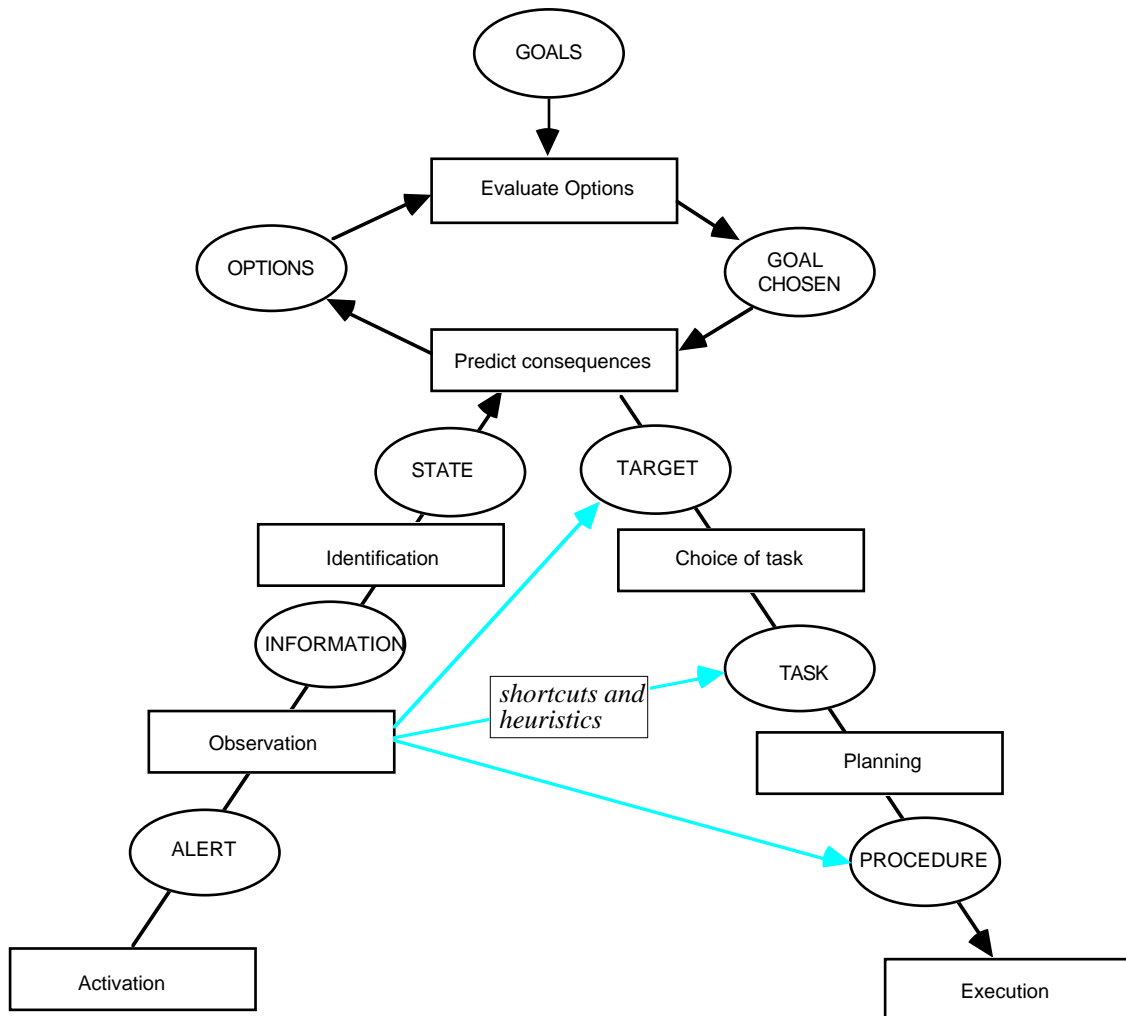 GOALS
Evaluate Options
OPTIONS
GOAL
CHOSEN
Predict consequences
STATE
TARGET
Identification
Choice of task
INFORMATION
TASK
shortcuts and
heuristics
Observation
Planning
ALERT
PROCEDURE
Activation
Execution